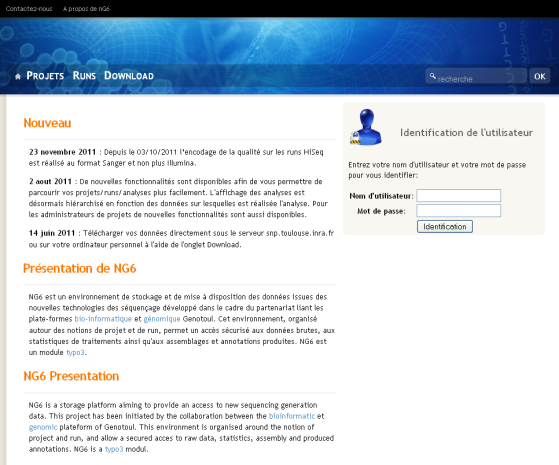 Contactez-nous A propos de nG6
Projets Runs Download
recherche OK
Nouveau
23 novembre 2011 : Depuis le 03/10/2011 l'encodage de la qualité sur les runs HiSeq
est réalisé au format Sanger et non plus Illumina.
2 aout 2011 : De nouvelles fonctionnalités sont disponibles afin de vous permettre de
parcourir vos projets/runs/analyses plus facilement. L'affichage des analyses est
désormais hiérarchisé en fonction des données sur lesquelles est réalisée l'analyse. Pour
les administrateurs de projets de nouvelles fonctionnalités sont aussi disponibles.
14 juin 2011 : Télécharger vos données directement sous le serveur snp.toulouse.inra.fr
ou sur votre ordinateur personnel à l'aide de l'onglet Download.
Présentation de NG6
NG6 est un environnement de stockage et de mise à disposition des données issues des
nouvelles technologies des séquençage développé dans le cadre du partenariat liant les
plate-formes bio-informatique et génomique Genotoul. Cet environnement, organisé
autour des notions de projet et de run, permet un accès sécurisé aux données brutes, aux
statistiques de traitements ainsi qu'aux assemblages et annotations produites. NG6 est
un module typo3.
NG6 Presentation
NG6 is a storage platform aiming to provide an access to new sequencing generation
data. This project has been initiated by the collaboration between the bioinformatic et
genomic plateform of Genotoul. This environment is organised around the notion of
project and run, and allow a secured acces to raw data, statistics, assembly and produced
annotations. NG6 is a typo3 modul.
Identification de l'utilisateur
Entrez votre nom d'utilisateur et votre mot de passe
pour vous identifier:
Nom d'utilisateur:
Mot de passe:
Identification